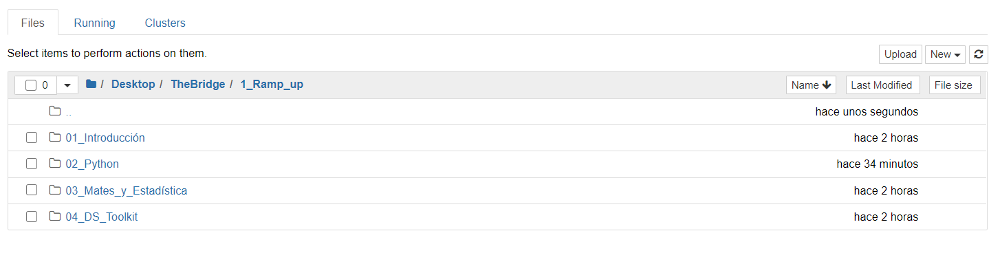 Files Running Clusters
Select items to perform actions on them. Upload New
0 / Desktop / TheBridge / 1_Ramp_up Name Last Modified File size
.. hace unos segundos
01_Introducción hace 2 horas
02_Python hace 34 minutos
03_Mates_y_Estadística hace 2 horas
04_DS_Toolkit hace 2 horas